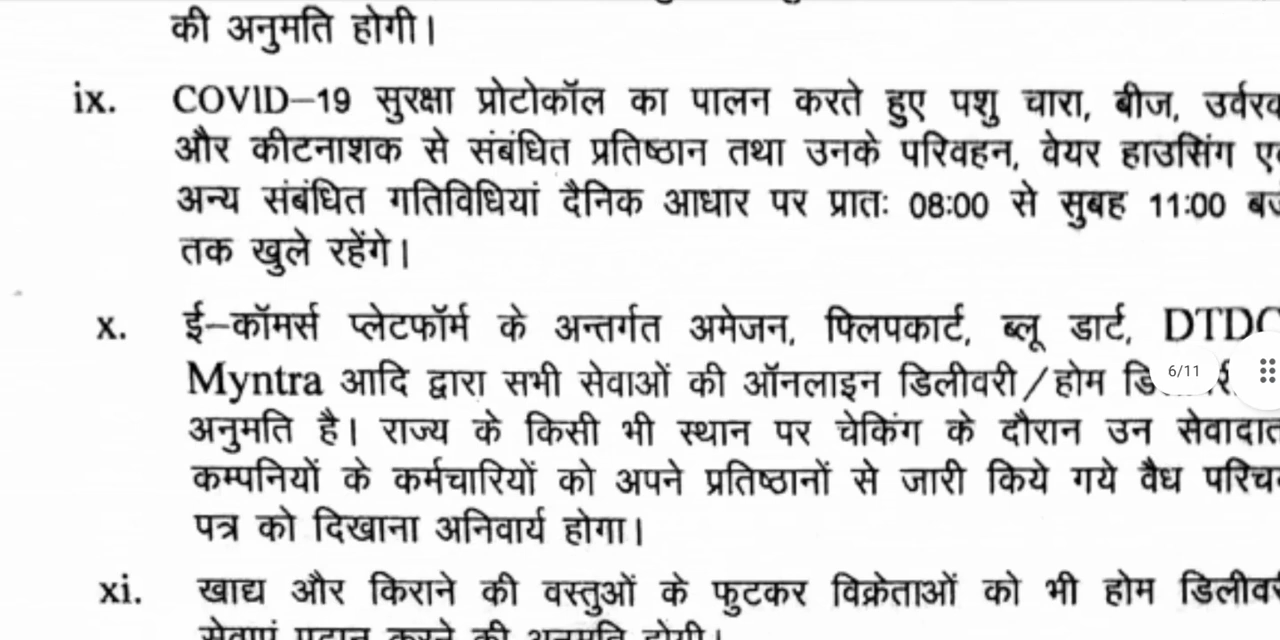 की अनुमति होगी।
ix. COVID–19 सुरक्षा प्रोटोकॉल का पालन करते हुए पशु चारा, बीज,
और कीटनाशक से संबंधित प्रतिष्ठान तथा उनके परिवहन, वेयर हाउसिंग
अन्य संबंधित गतिविधियां दैनिक आधार पर प्रातः 08:00 से सुबह 11:00
तक खुले रहेंगे।
x. ई–कॉमर्स प्लेटफॉर्म के अन्तर्गत अमेजन, फ्लिपकार्ट, ब्लू डार्ट,
Myntra आदि द्वारा सभी सेवाओं की ऑनलाइन डिलीवरी / होम
6/11
अनुमति है। राज्य के किसी भी स्थान पर चेकिंग के दौरान उन
कम्पनियों के कर्मचारियों को अपने प्रतिष्ठानों से जारी किये गये वैध
पत्र को दिखाना अनिवार्य होगा।
xi. खाद्य और किराने की वस्तुओं के फुटकर विक्रेताओं को भी होम